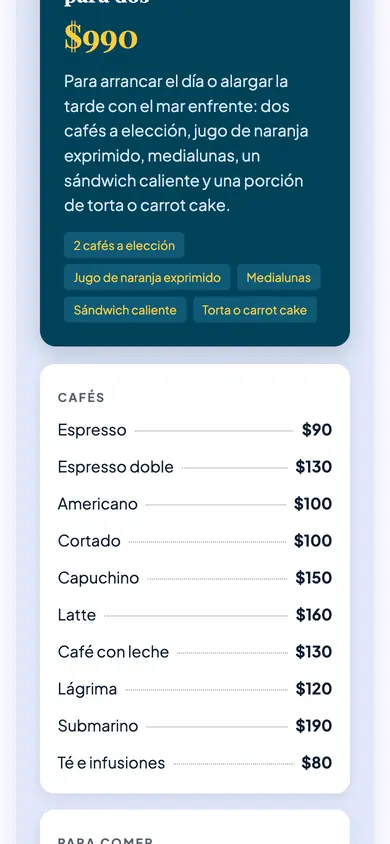 para dos
$990
Para arrancar el día o alargar la
tarde con el mar enfrente: dos
cafés a elección, jugo de naranja
exprimido, medialunas, un
sándwich caliente y una porción
de torta o carrot cake.
2 cafés a elección
Jugo de naranja exprimido
Medialunas
Sándwich caliente
Torta o carrot cake
CAFÉS
Espresso $90
Espresso doble $130
Americano $100
Cortado $100
Capuchino $150
Latte $160
Café con leche $130
Lágrima $120
Submarino $190
Té e infusiones $80
PARA COMER